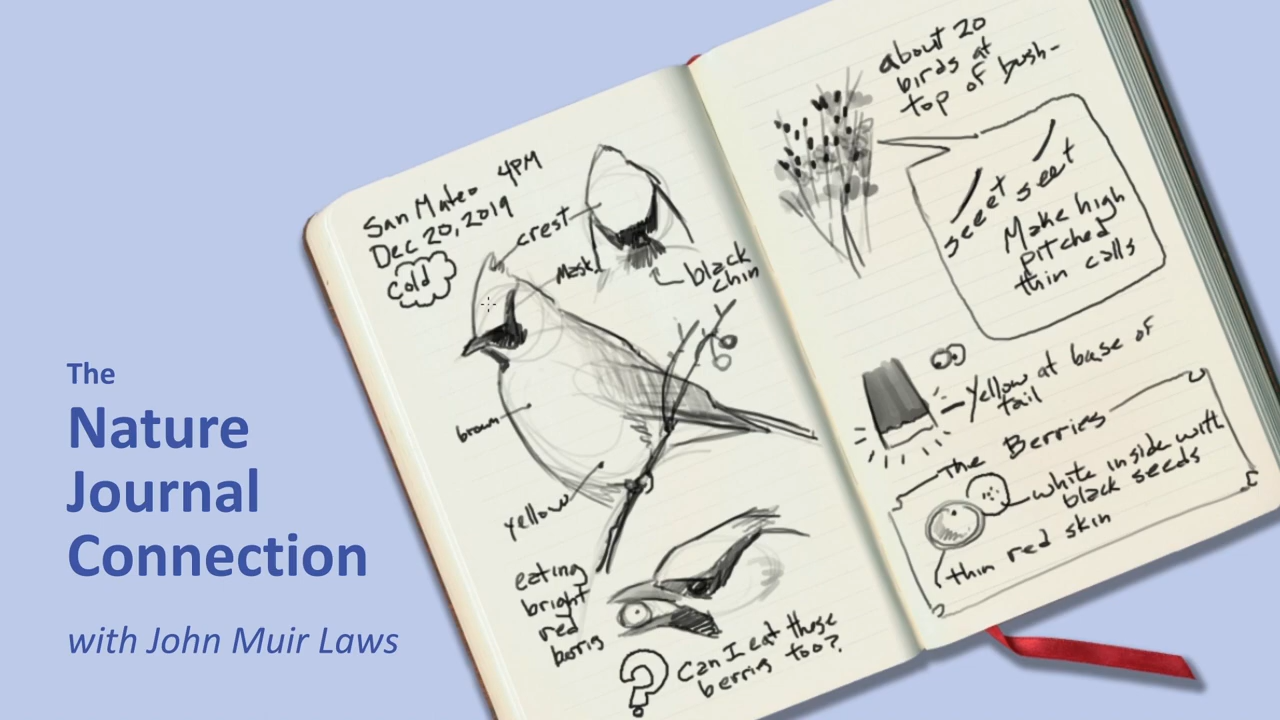 The
Nature
Journal
Connection
with John Muir Laws
San Mateo 4PM
Dec 20, 2019
cold
crest
Mask
black
chin
brown
yellow
eating
bright
red
berris
Can I eat those
berries too?
about 20
birds at
top of bush-
seeet seet
Make high
pitched
thin calls
Yellow at base of
tail
The Berries
white inside with
black seeds
thin red skin